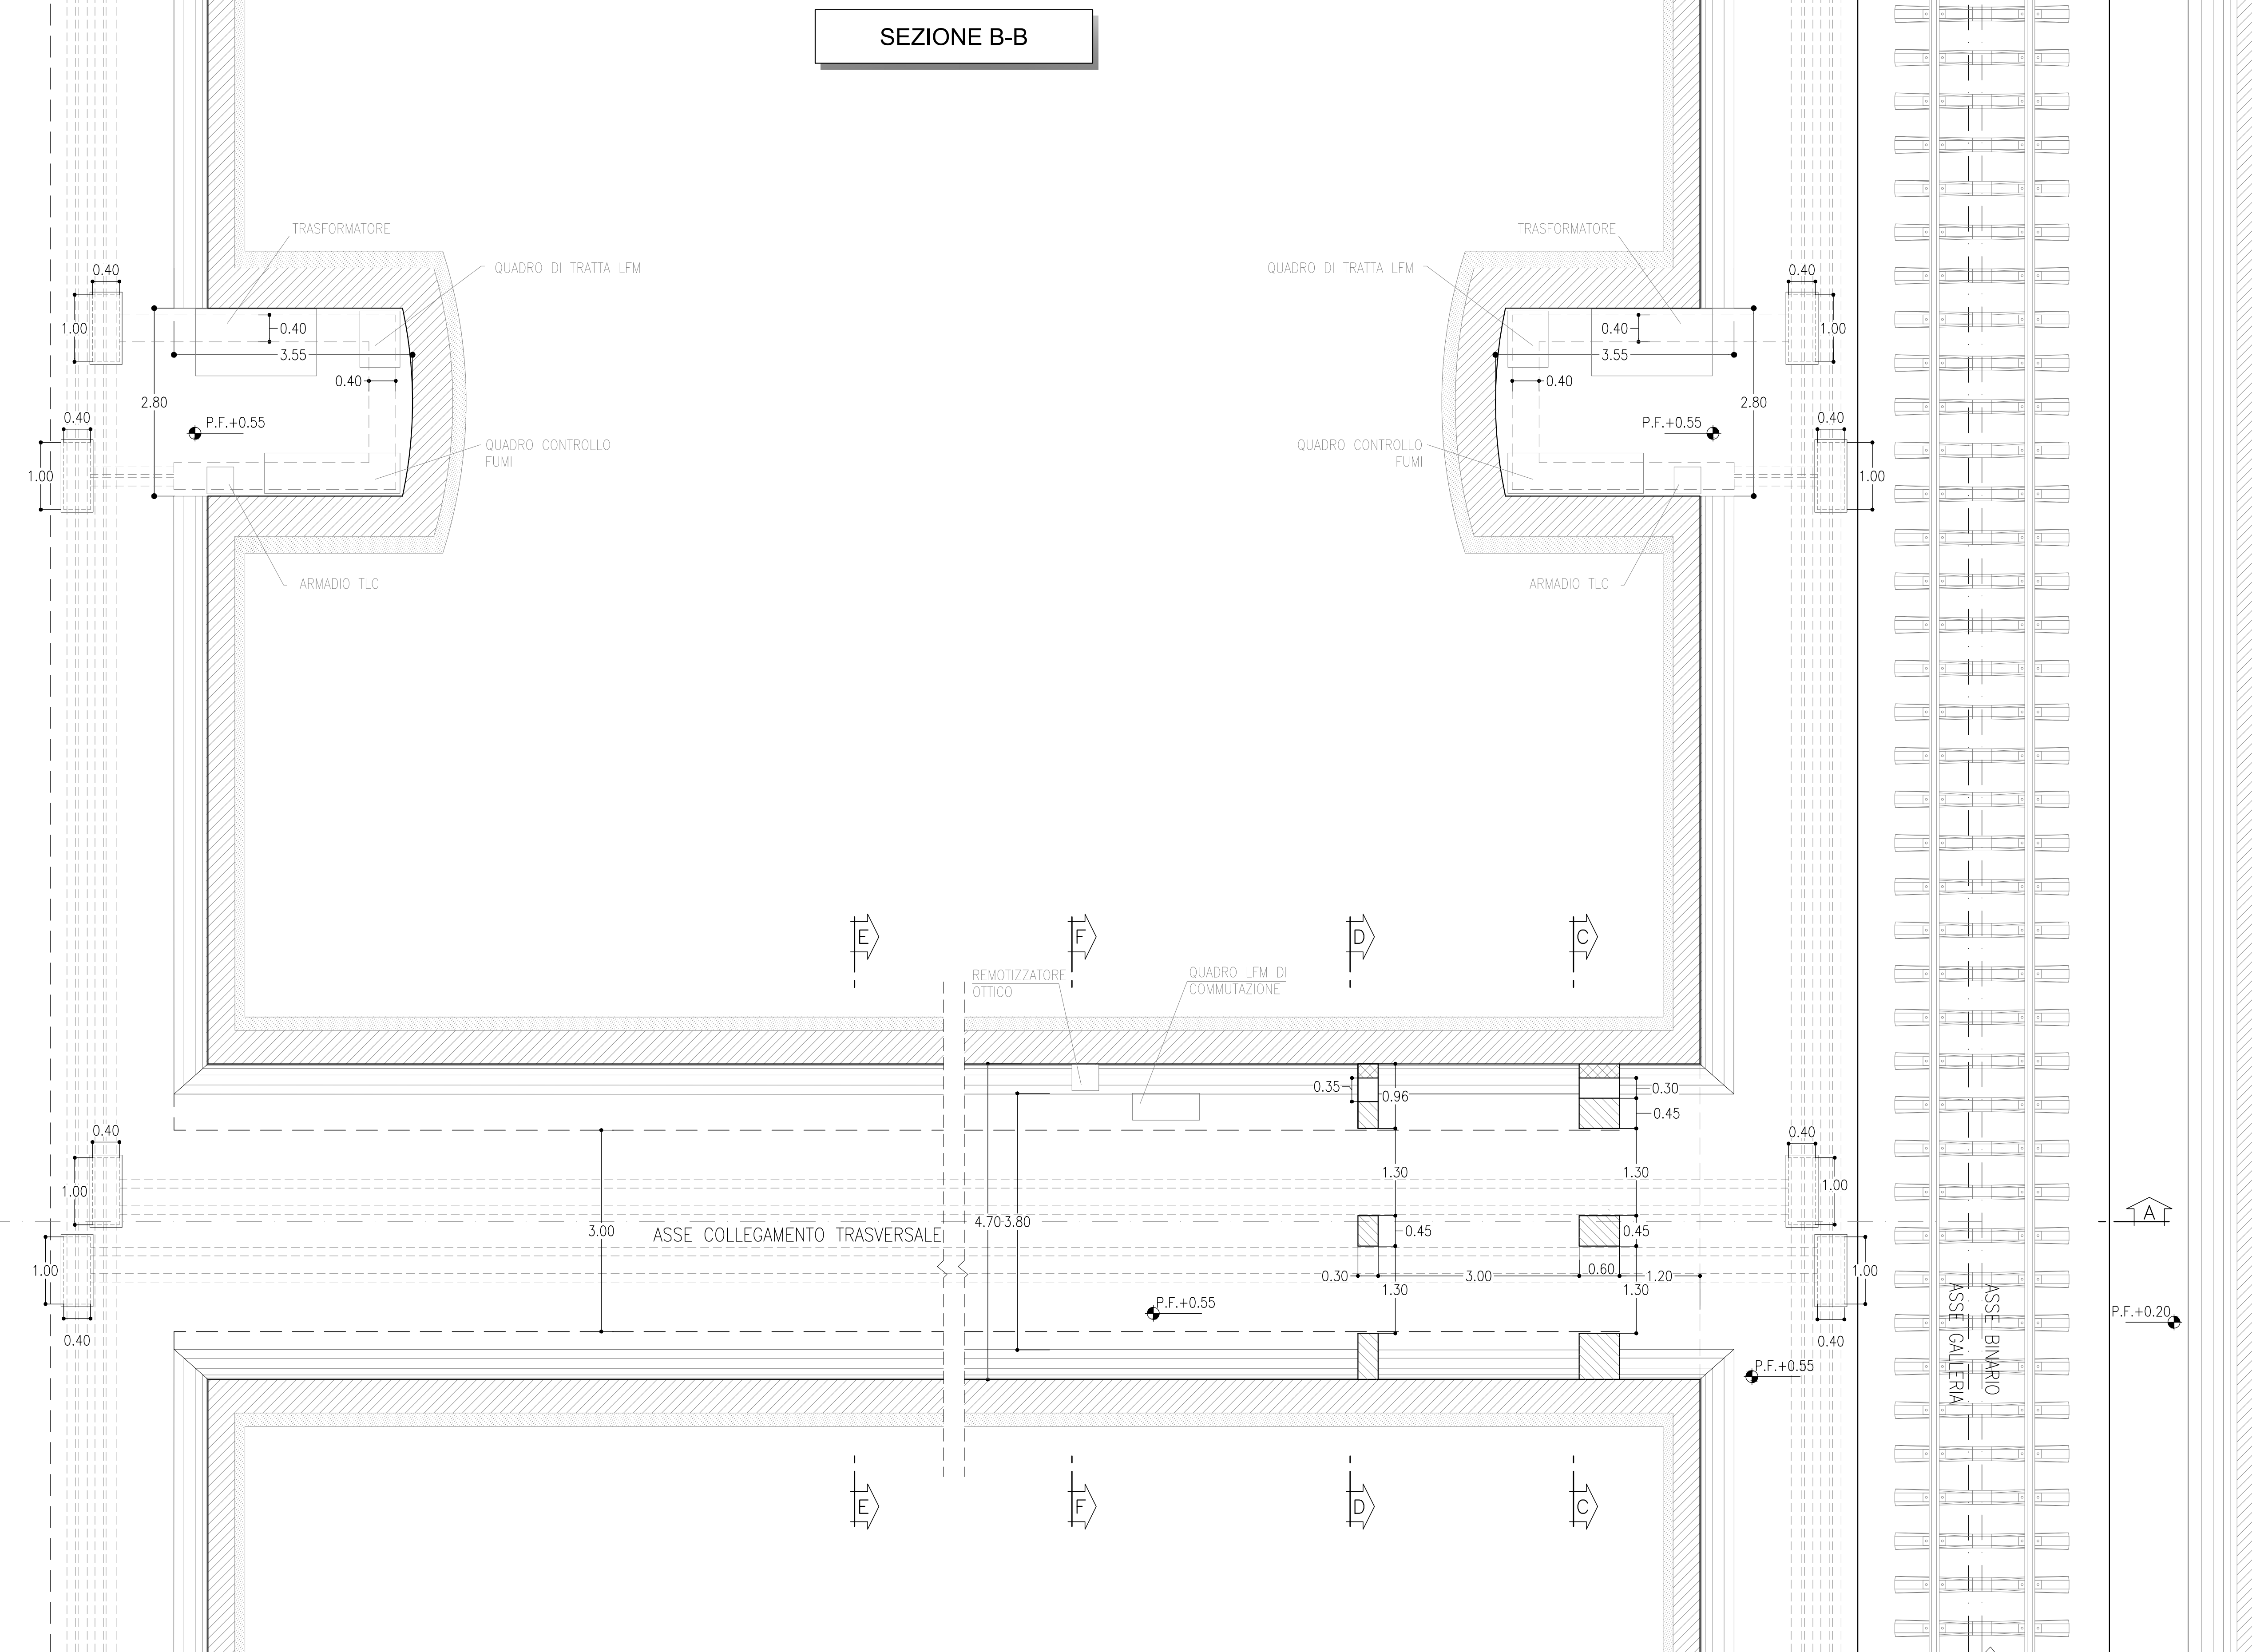 SEZIONE B-B
TRASFORMATORE
TRASFORMATORE
QUADRO DI TRATTA LFM
QUADRO DI TRATTA LFM
0.40
0.40
1.00
0.40
0.40
1.00
3.55
3.55
0.40
0.40
2.80
2.80
0.40
P.F.+0.55
P.F.+0.55
0.40
QUADRO CONTROLLO
FUMI
QUADRO CONTROLLO
FUMI
1.00
1.00
ARMADIO TLC
ARMADIO TLC
E
F
D
C
REMOTIZZATORE
OTTICO
QUADRO LFM DI
COMMUTAZIONE
0.35
0.96
0.30
0.45
0.40
0.40
1.30
1.30
1.00
1.00
4.70
3.80
3.00
ASSE COLLEGAMENTO TRASVERSALE
0.45
0.45
A
1.00
0.30
3.00
0.60
1.20
1.00
1.30
1.30
P.F.+0.55
P.F.+0.20
0.40
0.40
ASSE BINARIO
ASSE GALLERIA
P.F.+0.55
E
F
D
C